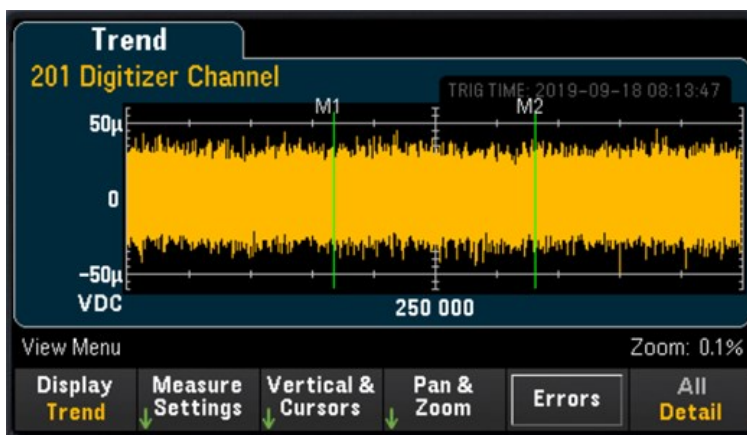 Trend
201 Digitizer Channel
TRIG TIME: 2019-09-18 08:13:47
M1 M2
50µ
0
-50µ
VDC 250 000
View Menu Zoom: 0.1%
Display Measure Vertical & Pan & Errors All
Trend Settings Cursors Zoom Detail